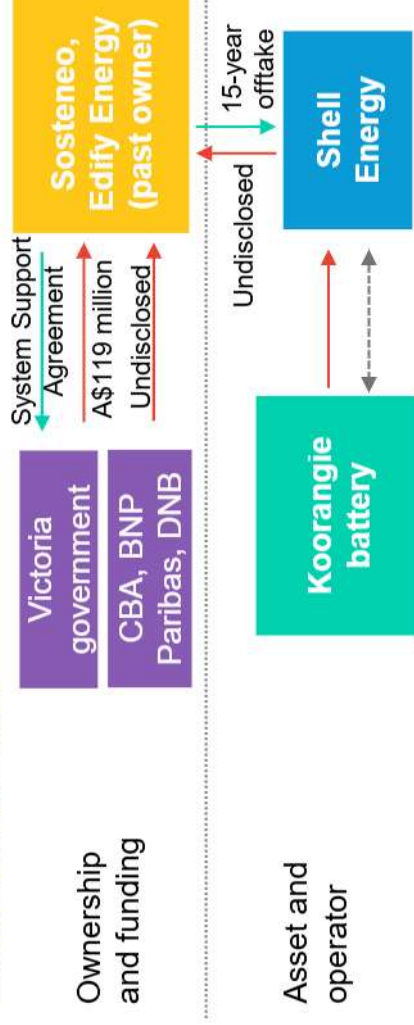 Ownership
and funding
Victoria
government
CBA, BNP
Paribas, DNB
System Support
Agreement
A$119 million
Undisclosed
Sosteneo,
Edify Energy
(past owner)
Undisclosed
15-year
offtake
Asset and
operator
Koorangie
battery
Shell
Energy